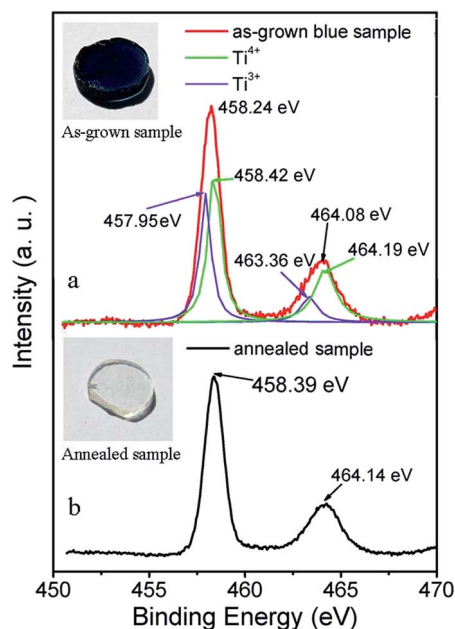 as-grown blue sample
Ti4+
Ti3+
As-grown sample
458.24 eV
458.42 eV
457.95eV
464.08 eV
463.36 eV
464.19 eV
a
Intensity (a. u. )
annealed sample
Annealed sample
458.39 eV
464.14 eV
b
450 455 460 465 470
Binding Energy (eV)